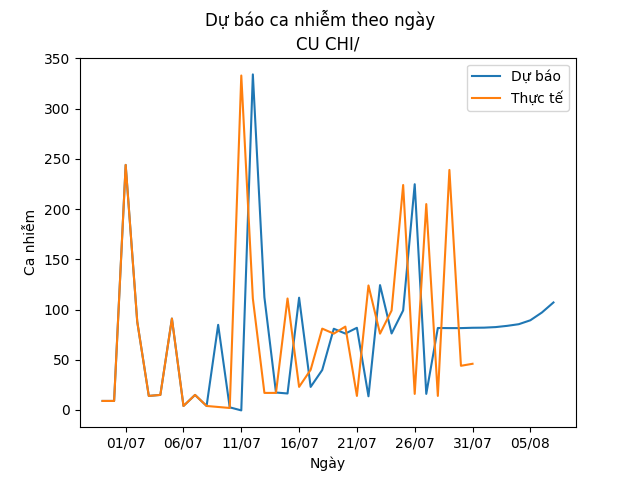 Dự báo ca nhiễm theo ngày
CU CHI/
350
300
250
200
150
100
50
0
Ca nhiễm
Dự báo
Thực tế
01/07 06/07 11/07 16/07 21/07 26/07 31/07 05/08
Ngày